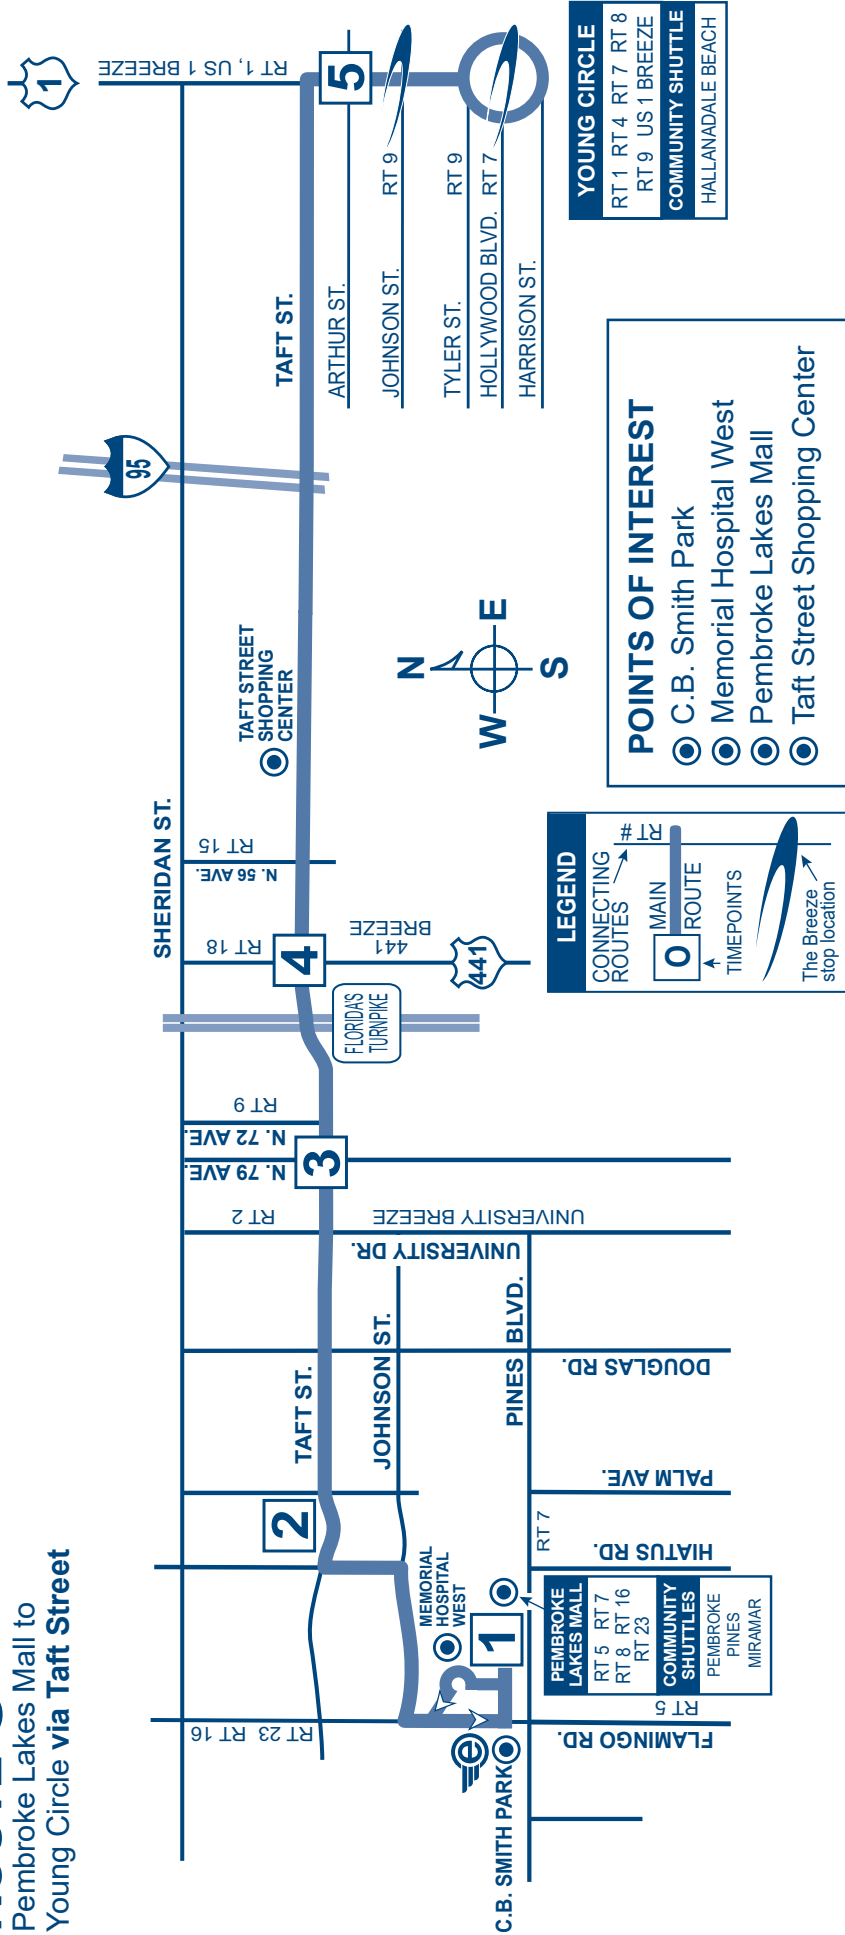 Pembroke Lakes Mall to
Young Circle via Taft Street
SHERIDAN ST.
TAFT ST.
JOHNSON ST.
PINES BLVD.
RT 7
C.B. SMITH PARK
e
FLAMINGO RD.
RT 16
RT 23
RT 5
MEMORIAL
HOSPITAL
WEST
1
2
HIATUS RD.
PALM AVE.
DOUGLAS RD.
UNIVERSITY DR.
RT 2
UNIVERSITY BREEZE
3
N. 79 AVE.
N. 72 AVE.
RT 9
FLORIDA'S
TURNPIKE
4
RT 18
441
BREEZE
441
N. 56 AVE.
RT 15
TAFT STREET
SHOPPING
CENTER
95
TAFT ST.
1
RT 1, US 1 BREEZE
5
ARTHUR ST.
JOHNSON ST.
RT 9
TYLER ST.
RT 9
HOLLYWOOD BLVD.
RT 7
HARRISON ST.
N
W
E
S
PEMBROKE
LAKES MALL
RT 5 RT 7
RT 8 RT 16
RT 23
COMMUNITY
SHUTTLES
PEMBROKE
PINES
MIRAMAR
LEGEND
CONNECTING
ROUTES
RT #
0
MAIN
ROUTE
TIMEPOINTS
The Breeze
stop location
POINTS OF INTEREST
C.B. Smith Park
Memorial Hospital West
Pembroke Lakes Mall
Taft Street Shopping Center
YOUNG CIRCLE
RT 1 RT 4 RT 7 RT 8
RT 9 US 1 BREEZE
COMMUNITY SHUTTLE
HALLANADALE BEACH